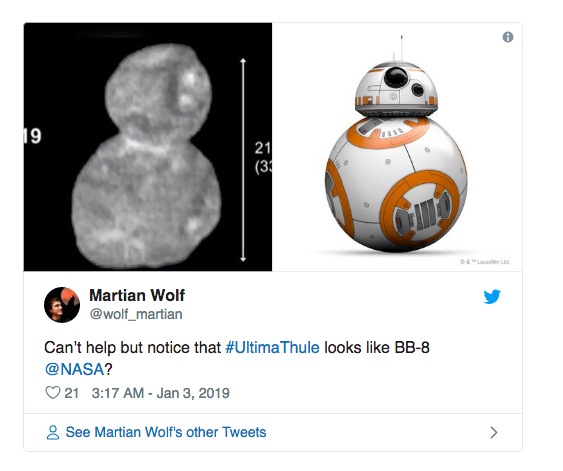 19
21
(33
© & ™ Lucasfilm Ltd.
Martian Wolf
@wolf_martian
Can't help but notice that #UltimaThule looks like BB-8
@NASA?
21 3:17 AM - Jan 3, 2019
See Martian Wolf's other Tweets